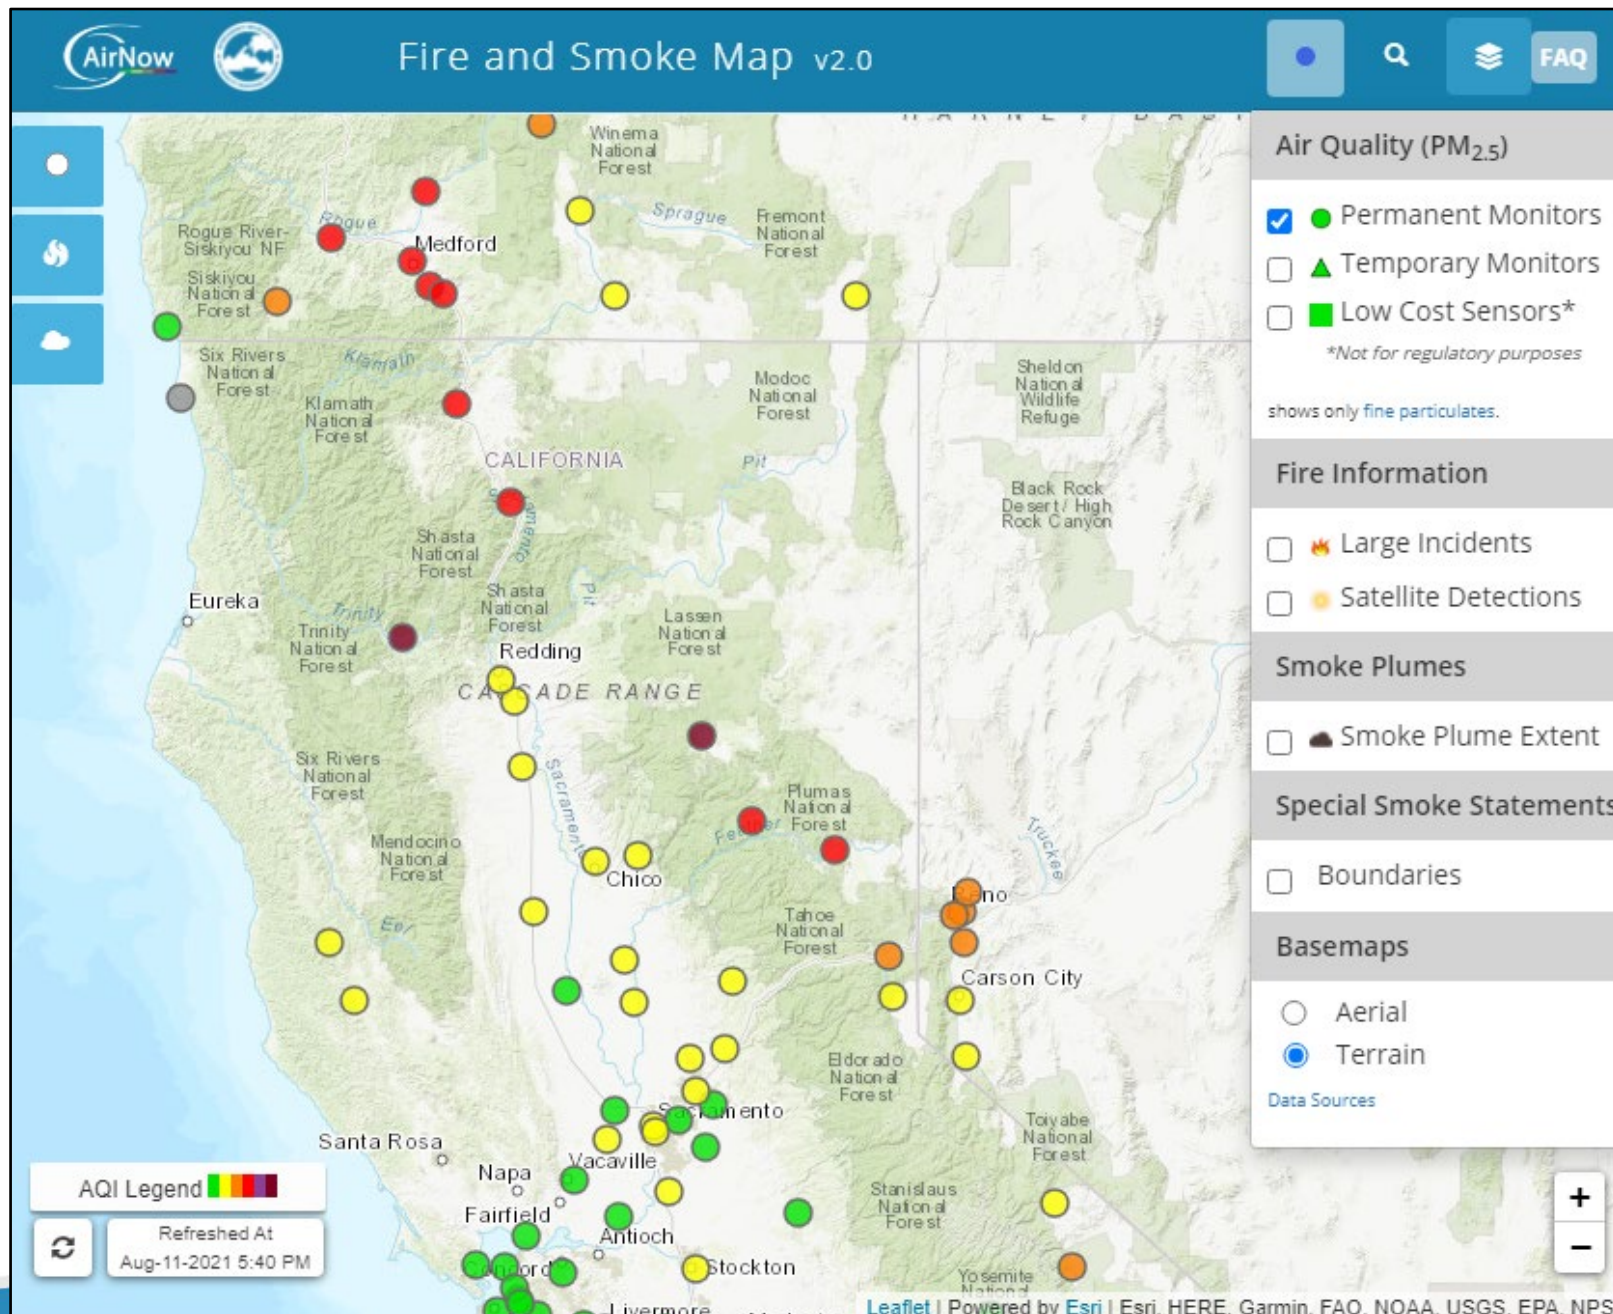 AirNow
Fire and Smoke Map v2.0
FAQ
Air Quality (PM2.5)
Permanent Monitors
Temporary Monitors
Low Cost Sensors*
*Not for regulatory purposes
shows only fine particulates.
Fire Information
Large Incidents
Satellite Detections
Smoke Plumes
Smoke Plume Extent
Special Smoke Statements
Boundaries
Basemaps
Aerial
Terrain
Data Sources
Winema
National
Forest
Sprague
Fremont
National
Forest
Rogue
Rogue River-
Siskiyou NF
Medford
Siskiyou
National
Forest
Six Rivers
National
Forest
Klamath
Klamath
National
Forest
Modoc
National
Forest
Sheldon
National
Wildlife
Refuge
CALIFORNIA
Pit
Black Rock
Desert/ High
Rock Canyon
Shasta
National
Forest
Shasta
National
Forest
Pit
Eureka
Trinity
Trinity
National
Forest
Lassen
National
Forest
Redding
CASCADE RANGE
Six Rivers
National
Forest
Sacramento
Plumas
National
Forest
Feather
Truckee
Mendocino
National
Forest
Chico
Reno
Eel
Tahoe
National
Forest
Carson City
Eldorado
National
Forest
Sacramento
Toiyabe
National
Forest
Santa Rosa
Napa
Vacaville
Fairfield
Antioch
Stanislaus
National
Forest
Concord
Stockton
Yosemite
National
Livermore
AQI Legend
Refreshed At
Aug-11-2021 5:40 PM
+
−
Leaflet | Powered by Esri | Esri, HERE, Garmin, FAO, NOAA, USGS, EPA, NPS